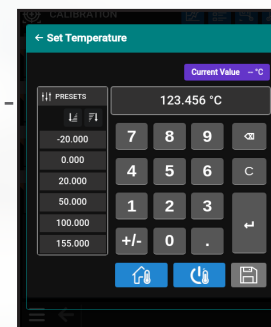 CALIBRATION
← Set Temperature
Current Value -- °C
PRESETS
123.456 °C
-20.000
0.000
20.000
50.000
100.000
155.000
7 8 9
4 5 6 C
1 2 3
+/- 0 .